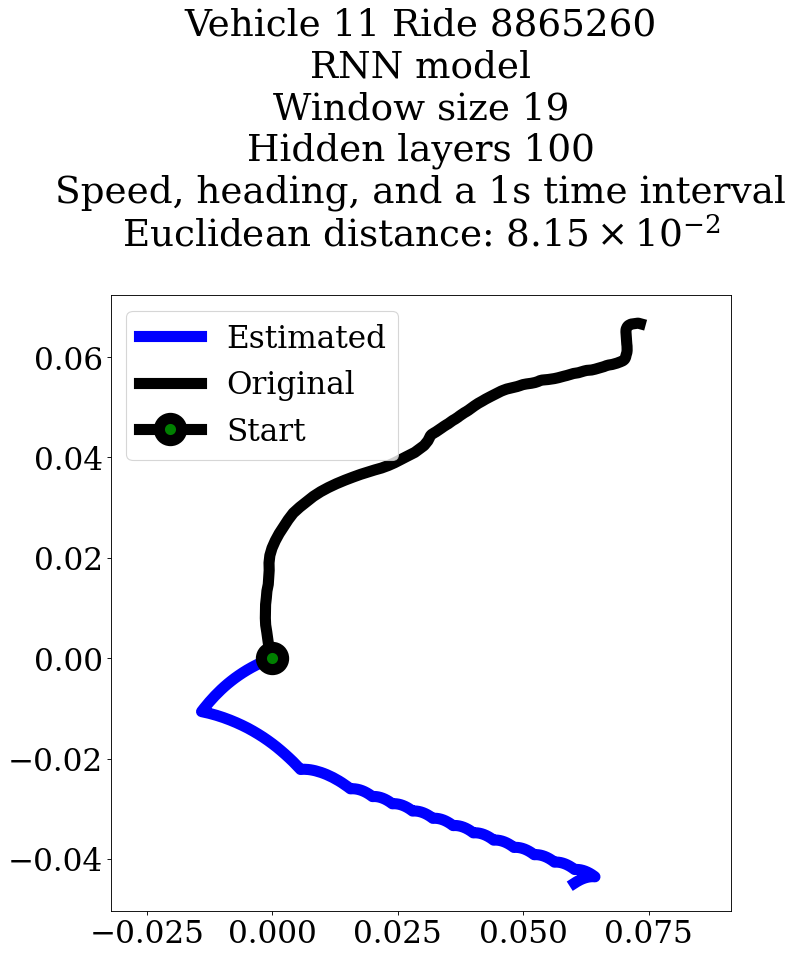 Vehicle 11 Ride 8865260
RNN model
Window size 19
Hidden layers 100
Speed, heading, and a 1s time interval
Euclidean distance: 8.15 × 10⁻²
Estimated
Original
Start
0.06
0.04
0.02
0.00
−0.02
−0.04
−0.025 0.000 0.025 0.050 0.075